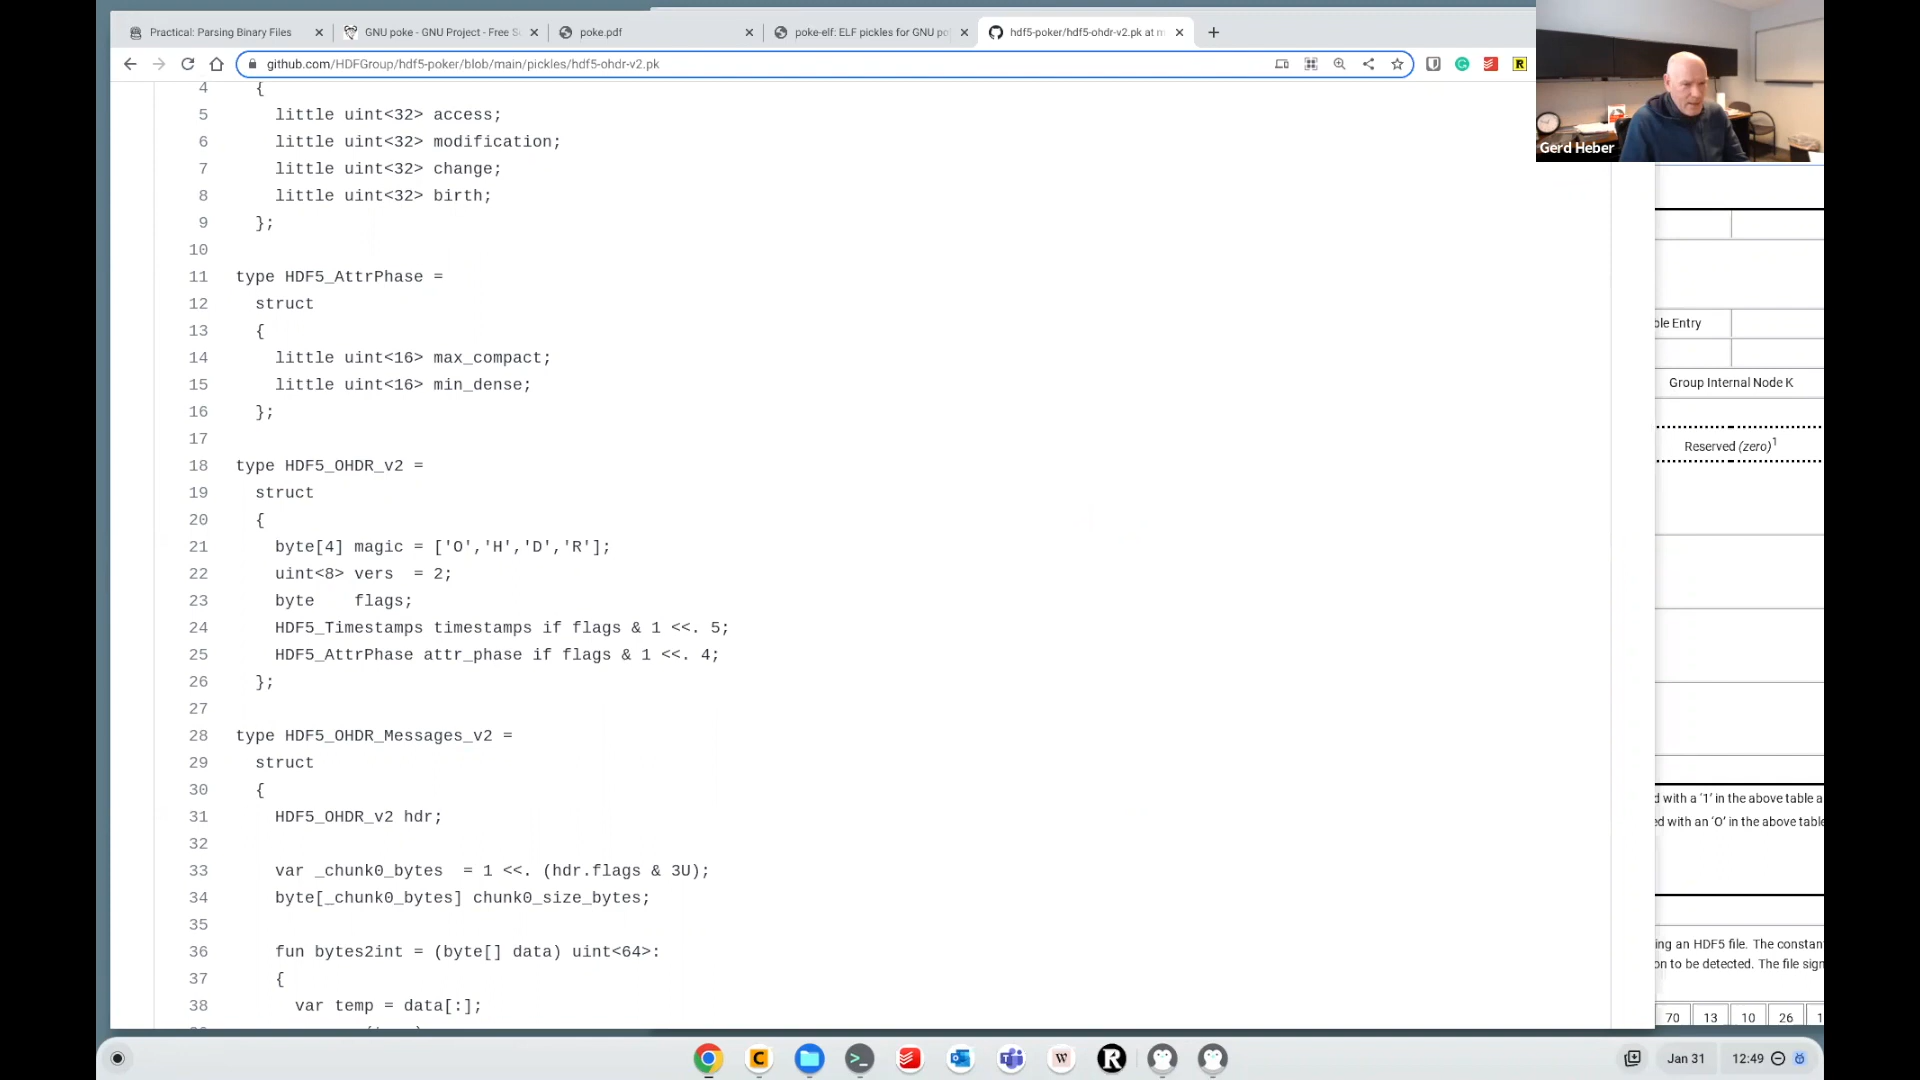 Practical: Parsing Binary Files
GNU poke - GNU Project - Free S
poke.pdf
poke-elf: ELF pickles for GNU po
hdf5-poker/hdf5-ohdr-v2.pk at m
github.com/HDFGroup/hdf5-poker/blob/main/pickles/hdf5-ohdr-v2.pk
Gerd Heber
4 {
5 little uint<32> access;
6 little uint<32> modification;
7 little uint<32> change;
8 little uint<32> birth;
9 };
10
11 type HDF5_AttrPhase =
12 struct
13 {
14 little uint<16> max_compact;
15 little uint<16> min_dense;
16 };
17
18 type HDF5_OHDR_v2 =
19 struct
20 {
21 byte[4] magic = ['O','H','D','R'];
22 uint<8> vers = 2;
23 byte flags;
24 HDF5_Timestamps timestamps if flags & 1 <<. 5;
25 HDF5_AttrPhase attr_phase if flags & 1 <<. 4;
26 };
27
28 type HDF5_OHDR_Messages_v2 =
29 struct
30 {
31 HDF5_OHDR_v2 hdr;
32
33 var _chunk0_bytes = 1 <<. (hdr.flags & 3U);
34 byte[_chunk0_bytes] chunk0_size_bytes;
35
36 fun bytes2int = (byte[] data) uint<64>:
37 {
38 var temp = data[:];
ble Entry
Group Internal Node K
Reserved (zero)1
d with a '1' in the above table a
ed with an 'O' in the above table
ing an HDF5 file. The constan
on to be detected. The file sign
70 13 10 26 1
Jan 31 12:49